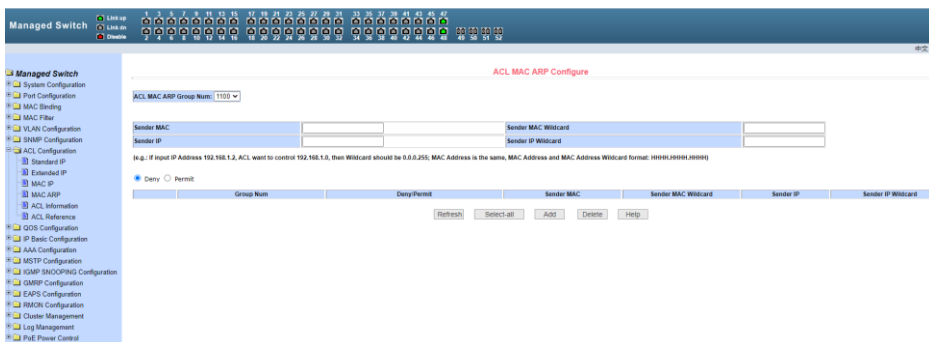 Managed Switch
Link up
Link dn
Disable
1 3 5 7 9 11 13 15 17 19 21 23 25 27 29 31 33 35 37 39 41 43 45 47
2 4 6 8 10 12 14 16 18 20 22 24 26 28 30 32 34 36 38 40 42 44 46 48 49 50 51 52
中文
Managed Switch
System Configuration
Port Configuration
MAC Binding
MAC Filter
VLAN Configuration
SNMP Configuration
ACL Configuration
Standard IP
Extended IP
MAC IP
MAC ARP
ACL Information
ACL Reference
QOS Configuration
IP Basic Configuration
AAA Configuration
MSTP Configuration
IGMP SNOOPING Configuration
GMRP Configuration
EAPS Configuration
RMON Configuration
Cluster Management
Log Management
PoE Power Control
ACL MAC ARP Configure
ACL MAC ARP Group Num: 1100
Sender MAC Sender MAC Wildcard
Sender IP Sender IP Wildcard
(e.g.: If input IP Address 192.168.1.2, ACL want to control 192.168.1.0, then Wildcard should be 0.0.0.255; MAC Address is the same, MAC Address and MAC Address Wildcard format: HHHH.HHHH.HHHH)
Deny Permit
Group Num Deny/Permit Sender MAC Sender MAC Wildcard Sender IP Sender IP Wildcard
Refresh Select-all Add Delete Help